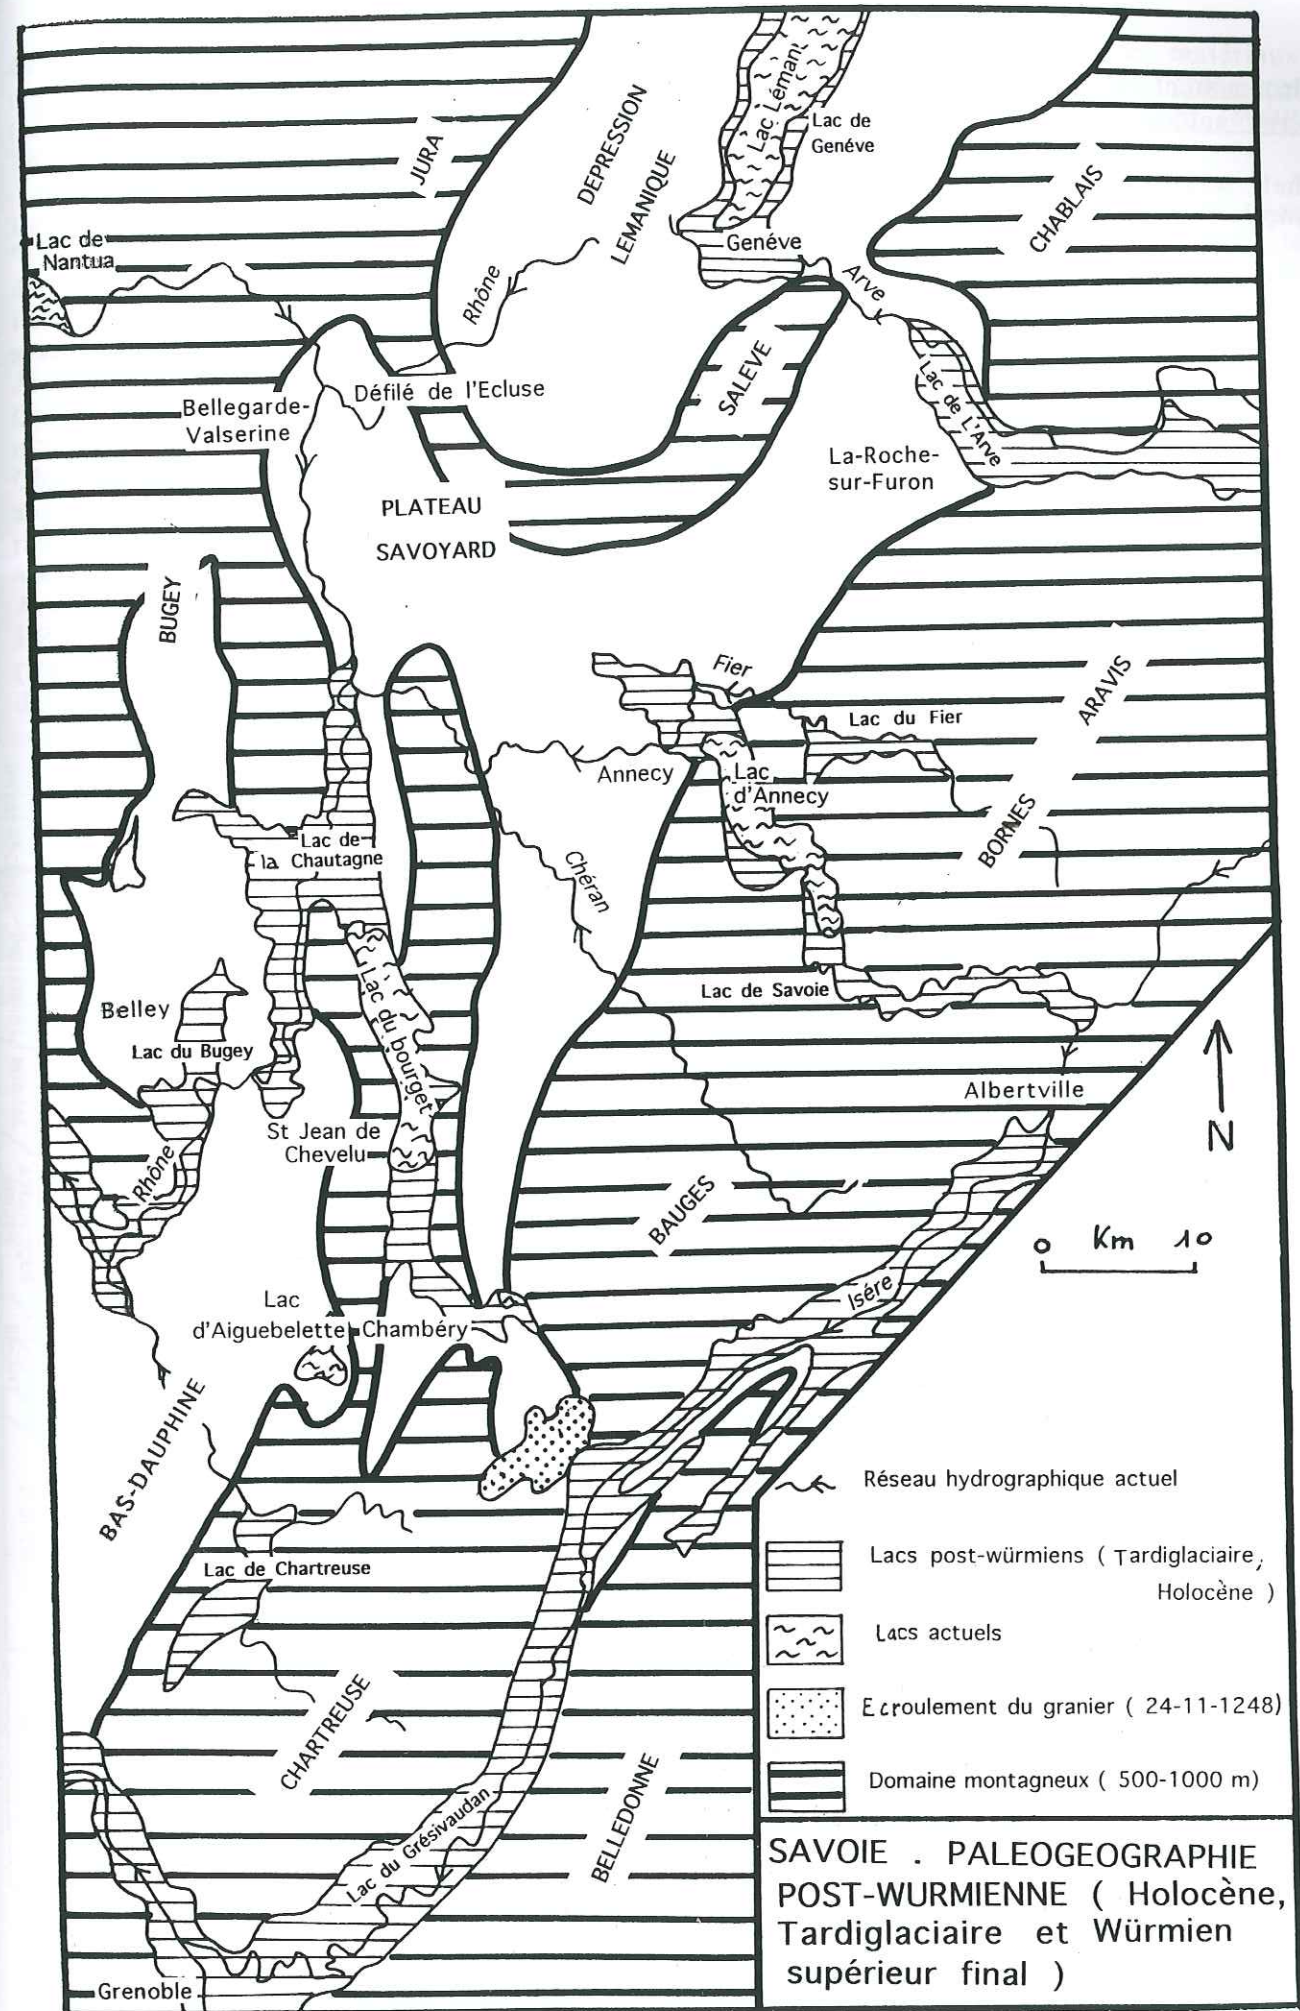 JURA
DEPRESSION
LEMANIQUE
Lac Léman
Lac de
Genéve
CHABLAIS
Lac de
Nantua
Genéve
Rhône
Arve
SALEVE
Défilé de l'Ecluse
Bellegarde-
Valserine
Lac de L'Arve
La-Roche-
sur-Furon
PLATEAU
SAVOYARD
BUGEY
Fier
ARAVIS
Lac du Fier
Annecy
Lac
d'Annecy
BORNES
Lac de
la Chautagne
Chéran
Lac du bourget
Lac de Savoie
Belley
Lac du Bugey
Albertville
St Jean de
Chevelu
Rhône
BAUGES
N
0 Km 10
Isére
Lac
d'Aiguebelette
Chambéry
BAS-DAUPHINE
Lac de Chartreuse
CHARTREUSE
BELLEDONNE
Lac du Grésivaudan
Grenoble
Réseau hydrographique actuel
Lacs post-würmiens ( Tardiglaciaire,
Holocène )
Lacs actuels
Ecroulement du granier ( 24-11-1248)
Domaine montagneux ( 500-1000 m)
SAVOIE . PALEOGEOGRAPHIE
POST-WURMIENNE ( Holocène,
Tardiglaciaire et Würmien
supérieur final )